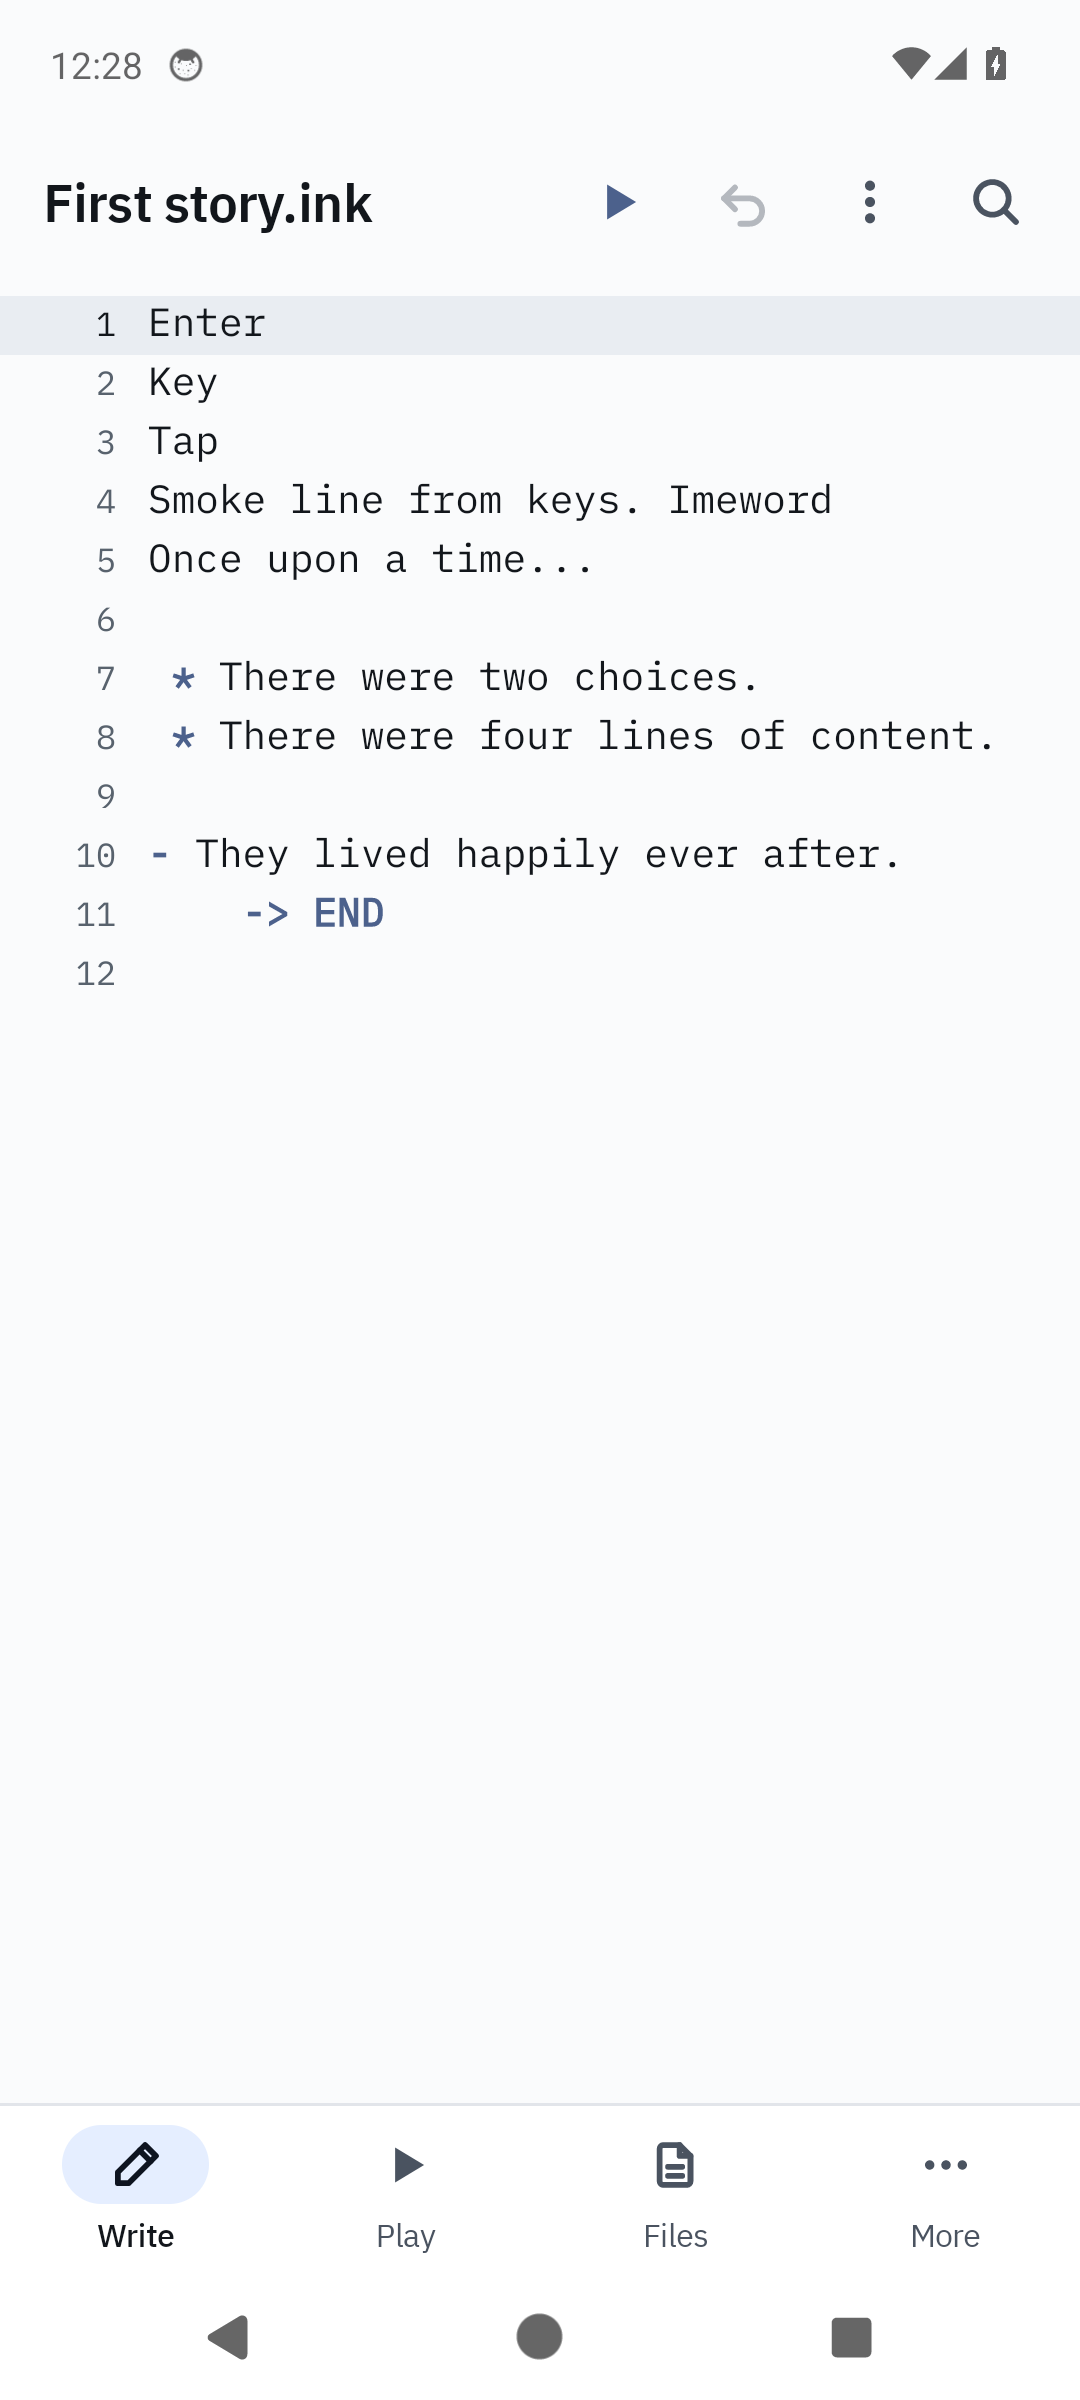 12:28
First story.ink
1 Enter
2 Key
3 Tap
4 Smoke line from keys. Imeword
5 Once upon a time...
6
7 * There were two choices.
8 * There were four lines of content.
9
10 - They lived happily ever after.
11 -> END
12
Write Play Files More